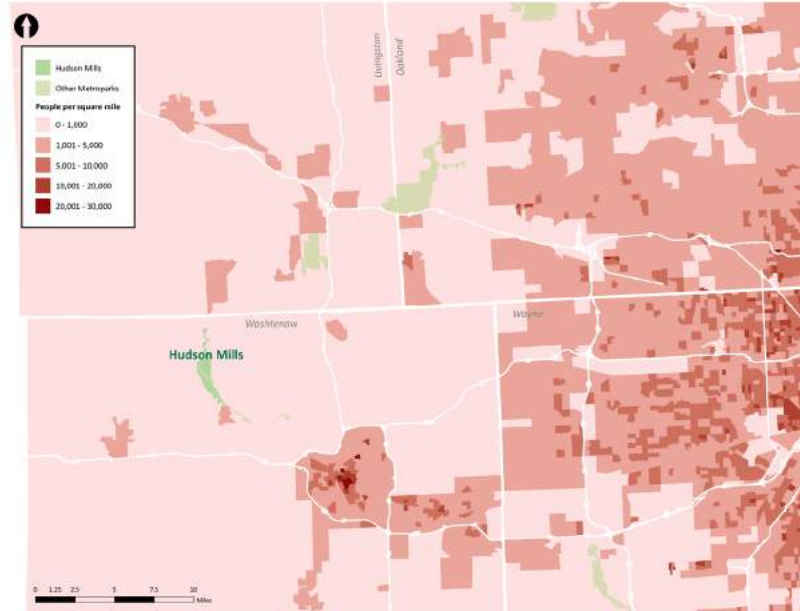 Hudson Mills
Other Metroparks
People per square mile
0 - 1,000
1,001 - 5,000
5,001 - 10,000
10,001 - 20,000
20,001 - 30,000
Livingston
Oakland
Washtenaw
Wayne
Hudson Mills
0 1.25 2.5 5 7.5 10
Miles